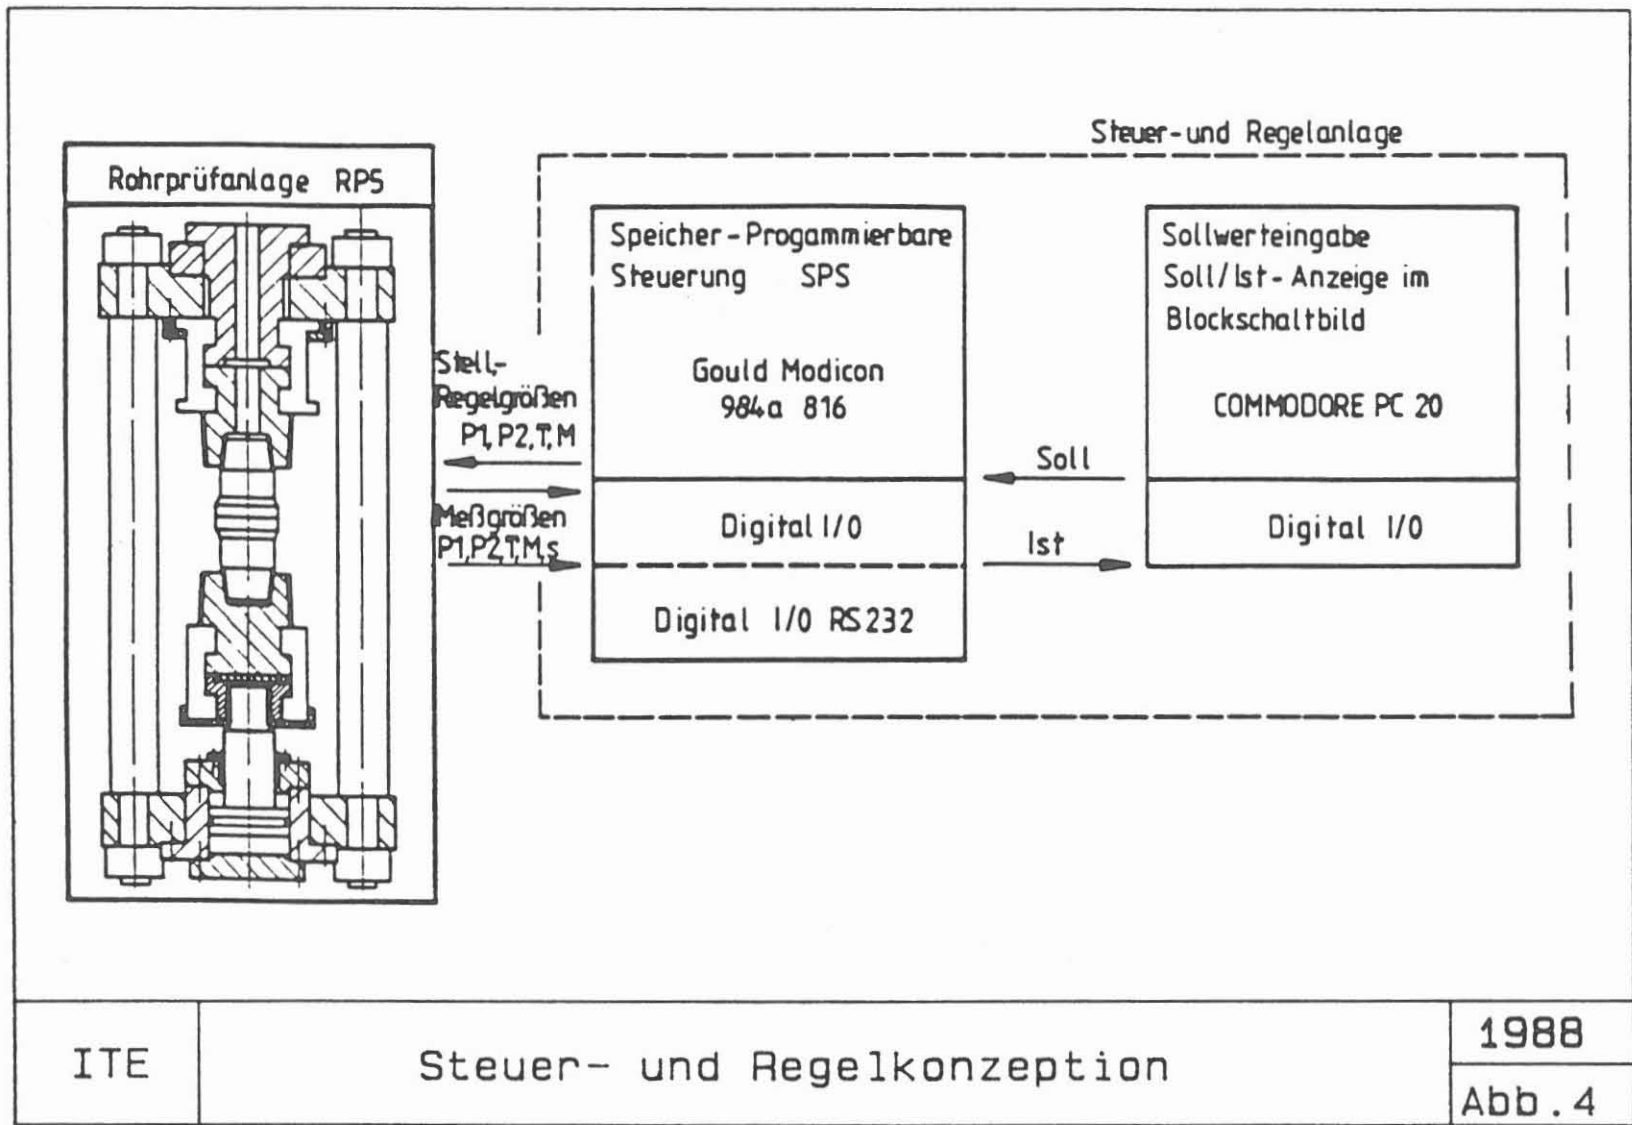 Steuer-und Regelanlage
Rohrprüfanlage RPS
Speicher-Progammierbare
Steuerung SPS
Gould Modicon
984a 816
Digital I/O
Digital I/O RS232
Sollwerteingabe
Soll/Ist-Anzeige im
Blockschaltbild
COMMODORE PC 20
Digital I/O
Stell,-
Regelgrößen
P1, P2, T, M
Meßgrößen
P1, P2, T, M, s
Soll
Ist
ITE
Steuer- und Regelkonzeption
1988
Abb.4